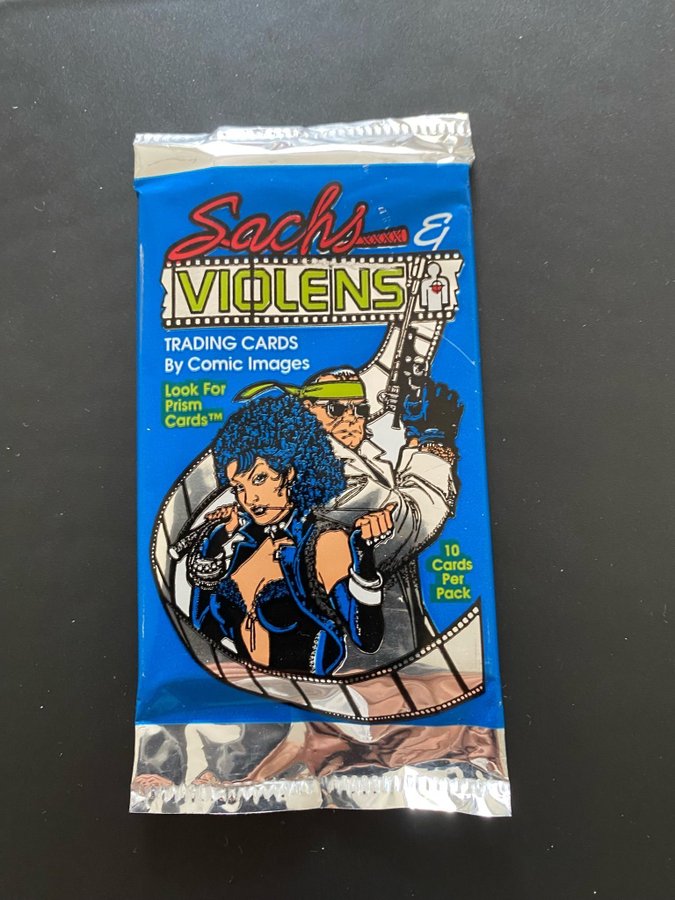 Sachs &
VIOLENS
TRADING CARDS
By Comic Images
Look For
Prism
Cards™
10
Cards
Per
Pack